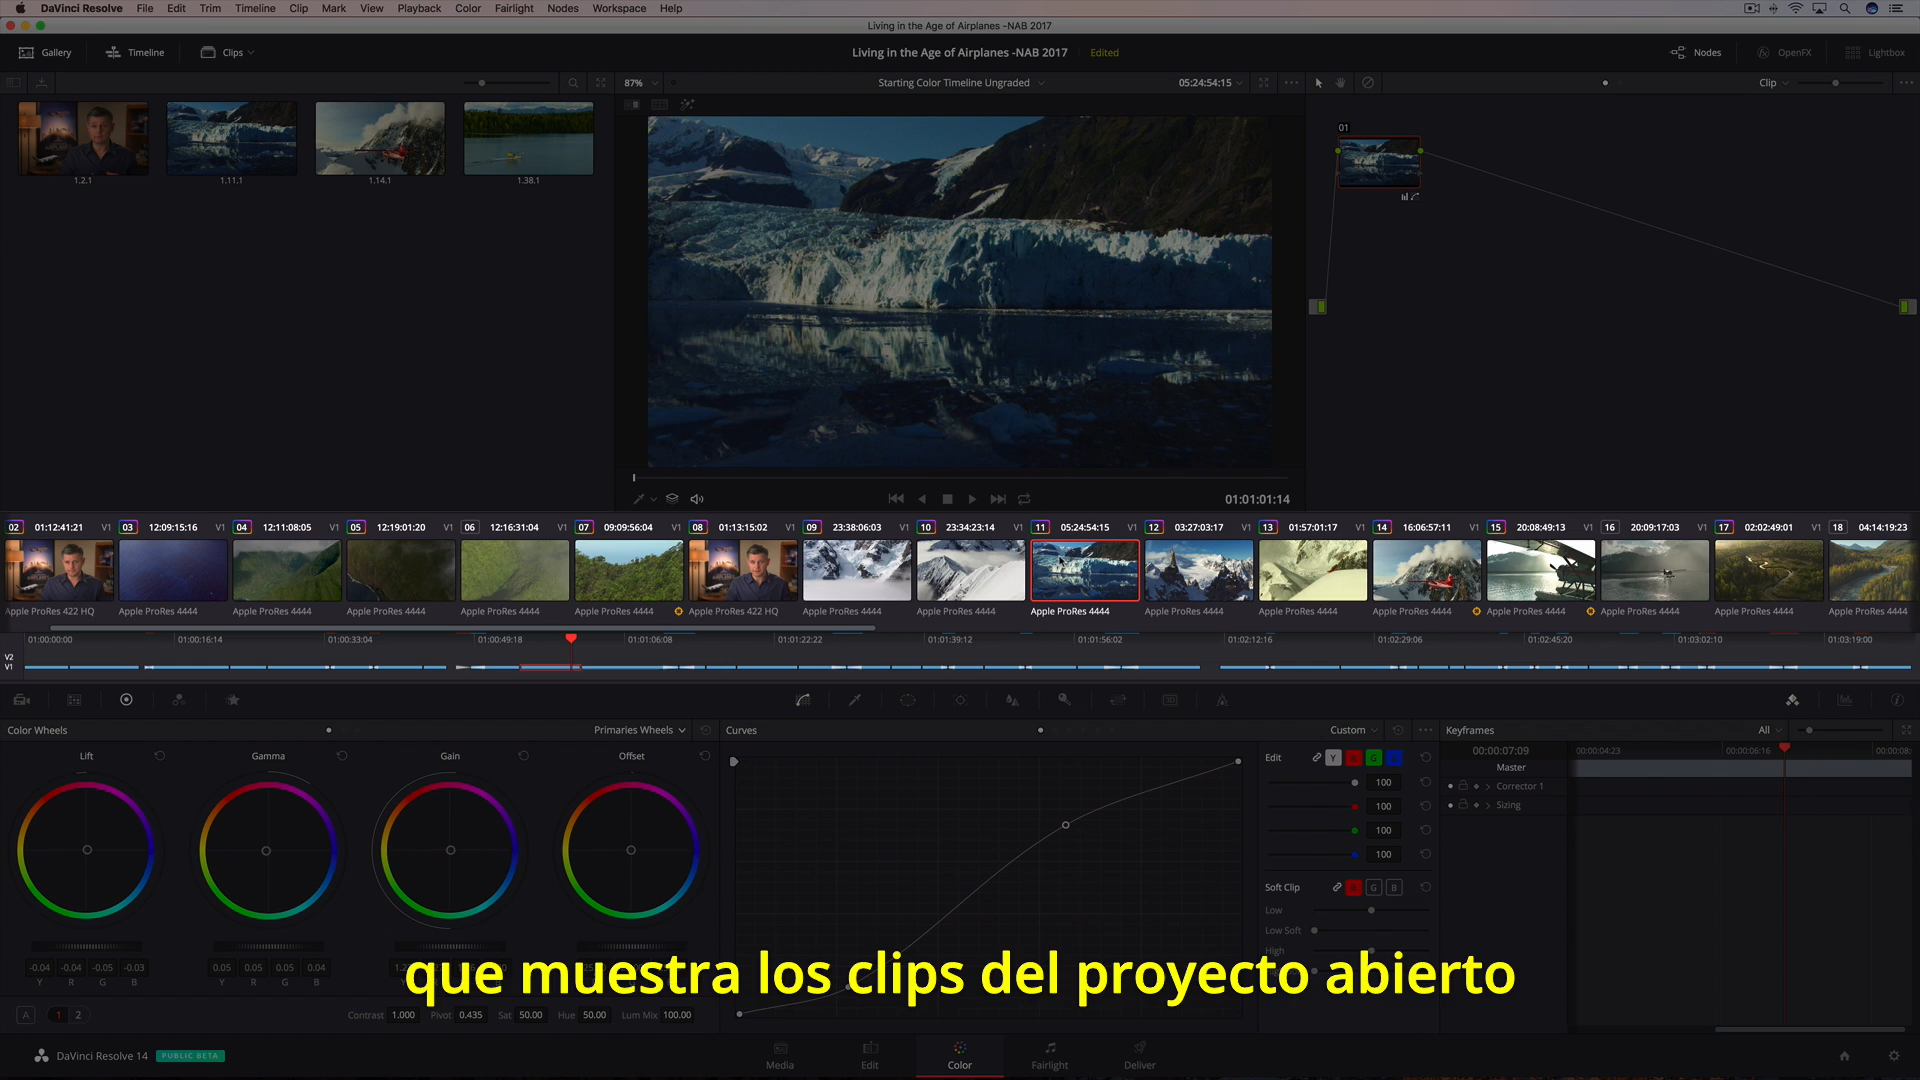 DaVinci Resolve File Edit Trim Timeline Clip Mark View Playback Color Fairlight Nodes Workspace Help
Living in the Age of Airplanes -NAB 2017
Gallery Timeline Clips Living in the Age of Airplanes -NAB 2017 Edited Nodes OpenFX Lightbox
87% Starting Color Timeline Ungraded 05:24:54:15 Clip
1.2.1 1.11.1 1.14.1 1.38.1
01
01:01:01:14
02 01:12:41:21 V1 03 12:09:15:16 V1 04 12:11:08:05 V1 05 12:19:01:20 V1 06 12:16:31:04 V1 07 09:09:56:04 V1 08 01:13:15:02 V1 09 23:38:06:03 V1 10 23:34:23:14 V1 11 05:24:54:15 V1 12 03:27:03:17 V1 13 01:57:01:17 V1 14 16:06:57:11 V1 15 20:08:49:13 V1 16 20:09:17:03 V1 17 02:02:49:01 V1 18 04:14:19:23
Apple ProRes 422 HQ Apple ProRes 4444 Apple ProRes 4444 Apple ProRes 4444 Apple ProRes 4444 Apple ProRes 4444 Apple ProRes 422 HQ Apple ProRes 4444 Apple ProRes 4444 Apple ProRes 4444 Apple ProRes 4444 Apple ProRes 4444 Apple ProRes 4444 Apple ProRes 4444 Apple ProRes 4444 Apple ProRes 4444 Apple ProRes 4444
01:00:00:00 01:00:16:14 01:00:33:04 01:00:49:18 01:01:06:08 01:01:22:22 01:01:39:12 01:01:56:02 01:02:12:16 01:02:29:06 01:02:45:20 01:03:02:10 01:03:19:00
V2
V1
Color Wheels Primaries Wheels Curves Custom Keyframes All
Lift Gamma Gain Offset
Edit Y R G B
100
100
100
100
Soft Clip R G B
Low
Low Soft
High
00:00:07:09 00:00:04:23 00:00:06:16 00:00:08:
Master
Corrector 1
Sizing
-0.04 -0.04 -0.05 -0.03 0.05 0.05 0.05 0.04
Y R G B Y R G B
que muestra los clips del proyecto abierto
A 1 2 Contrast 1.000 Pivot 0.435 Sat 50.00 Hue 50.00 Lum Mix 100.00
DaVinci Resolve 14 PUBLIC BETA Media Edit Color Fairlight Deliver